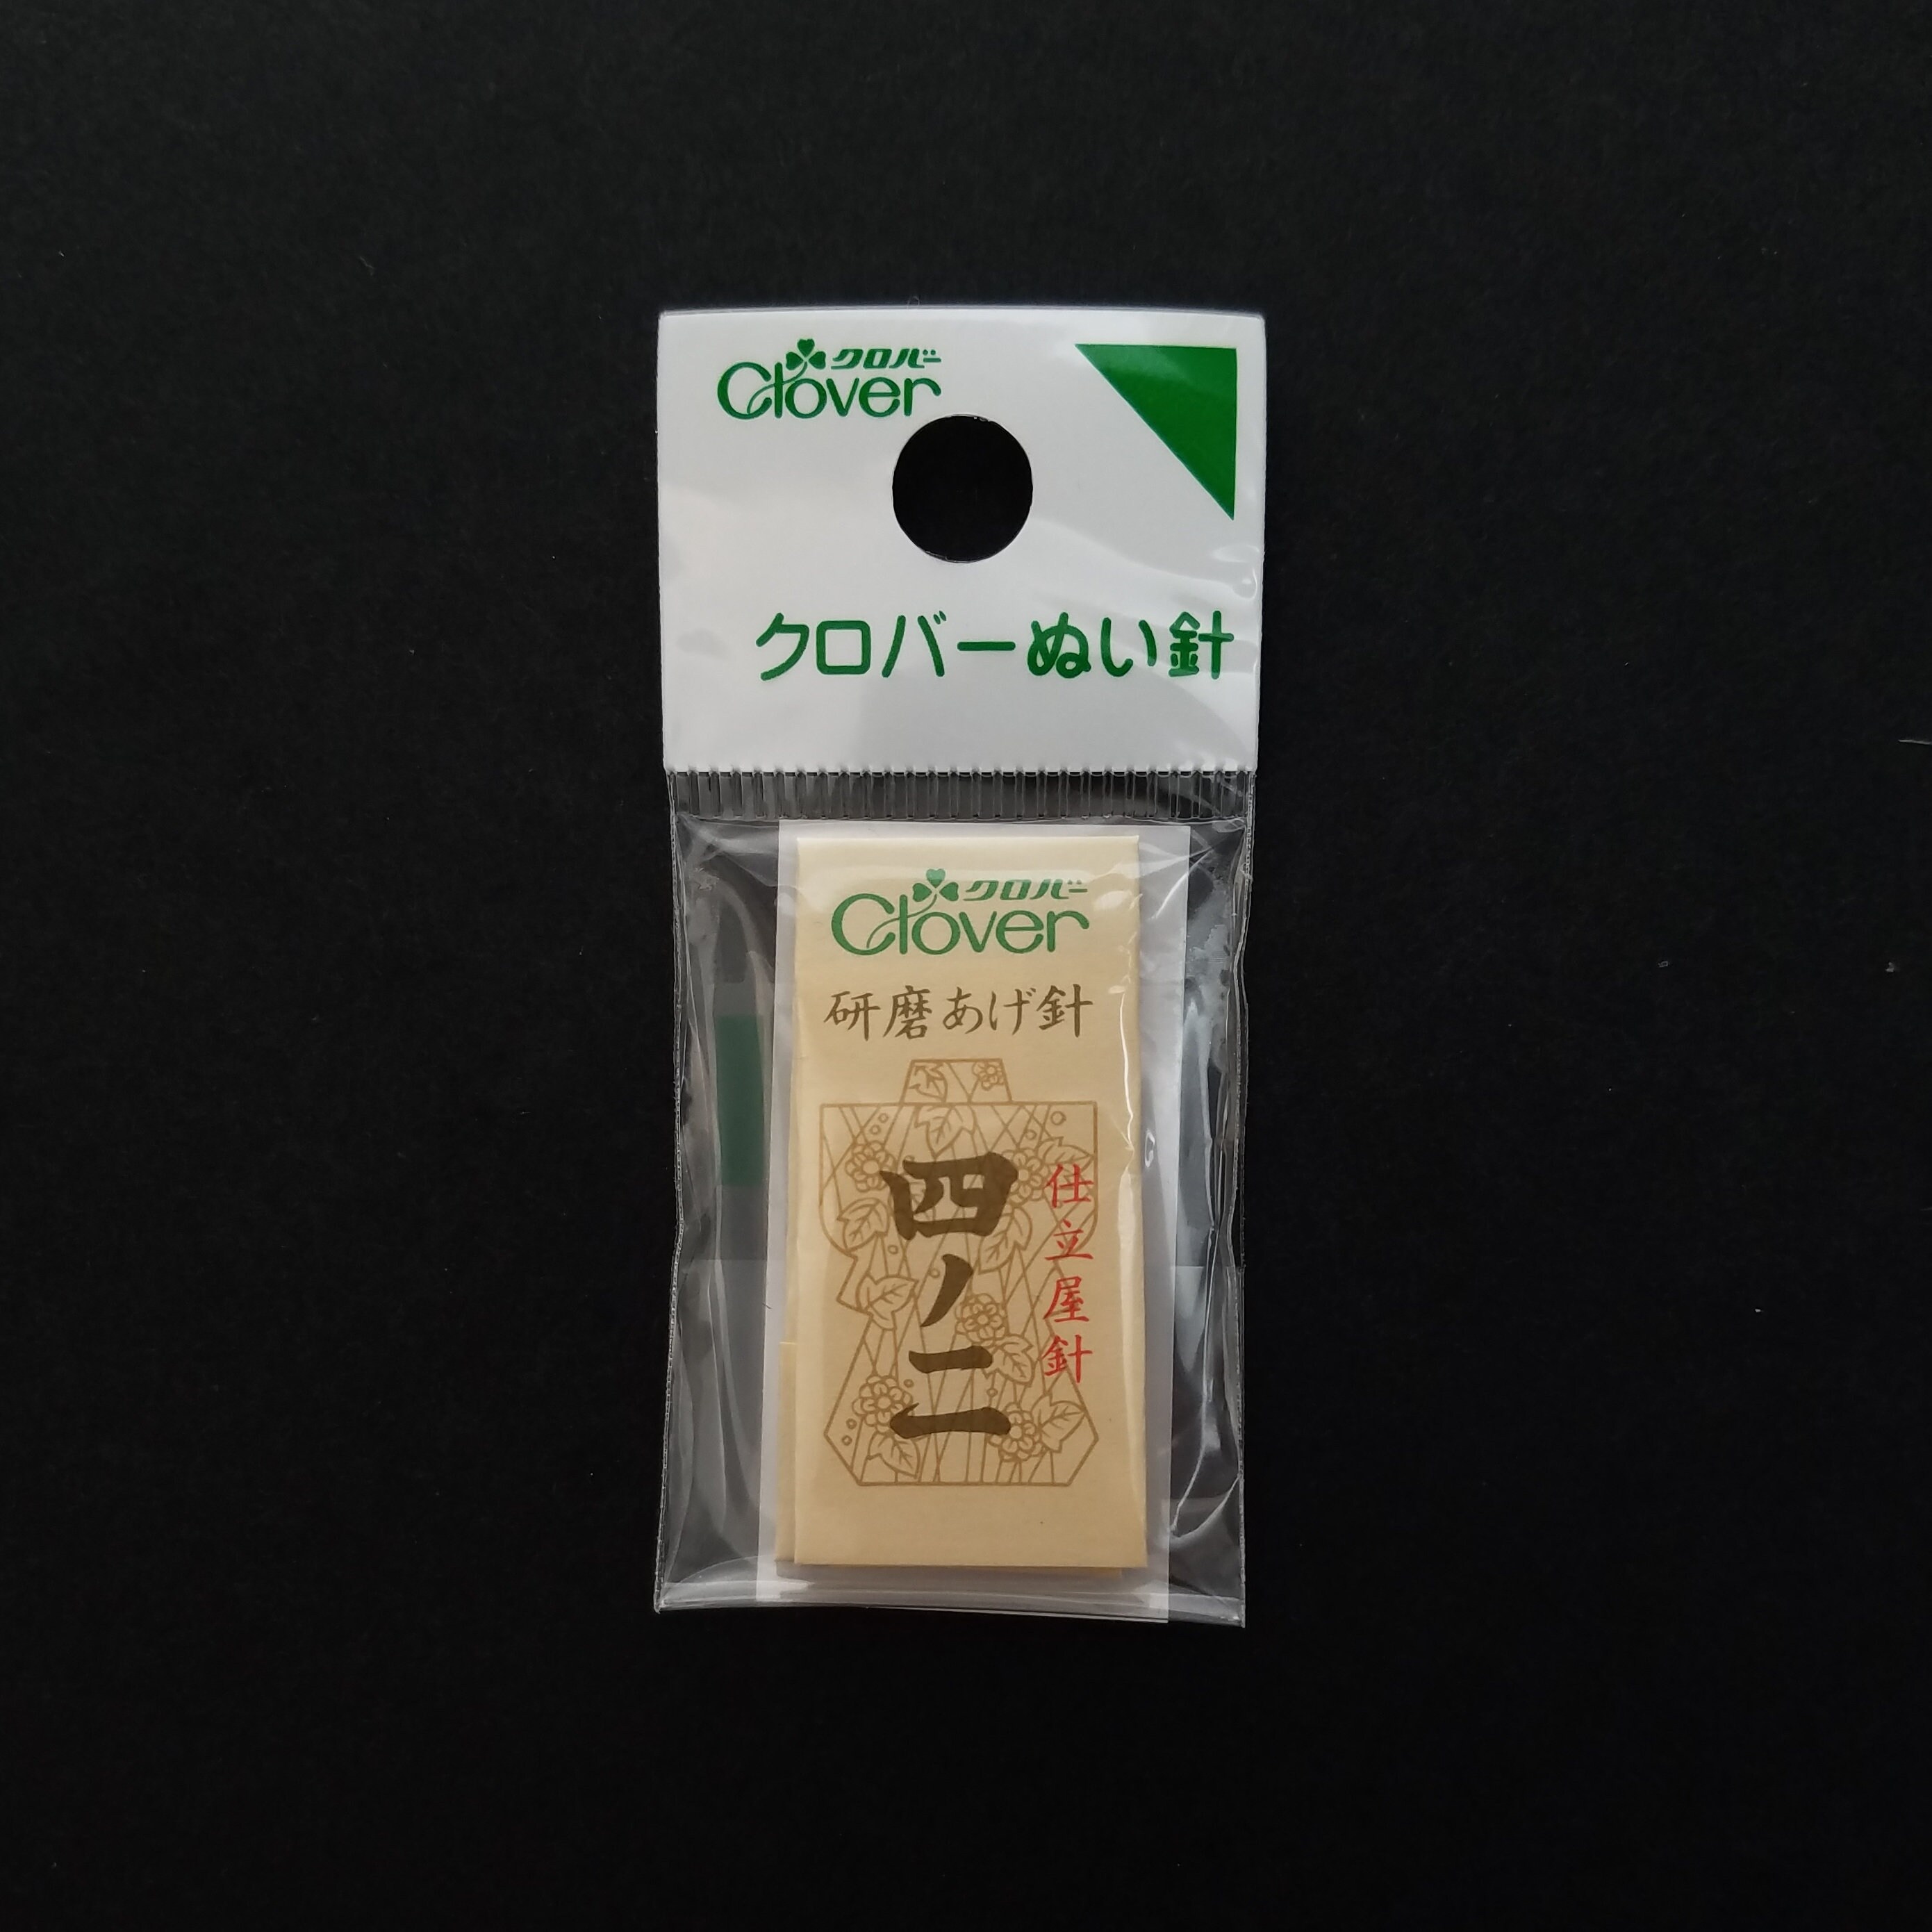 クロバー
Clover
クロバーぬい針
クロバー
Clover
研磨あげ針
四ノ二
仕立屋針